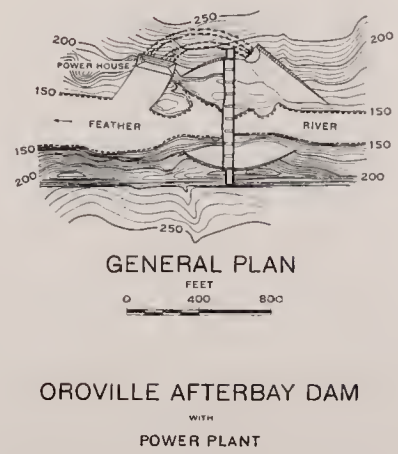 250
200
200
POWER HOUSE
150
150
FEATHER RIVER
150
150
200
200
250
GENERAL PLAN
FEET
0 400 800
OROVILLE AFTERBAY DAM
WITH
POWER PLANT